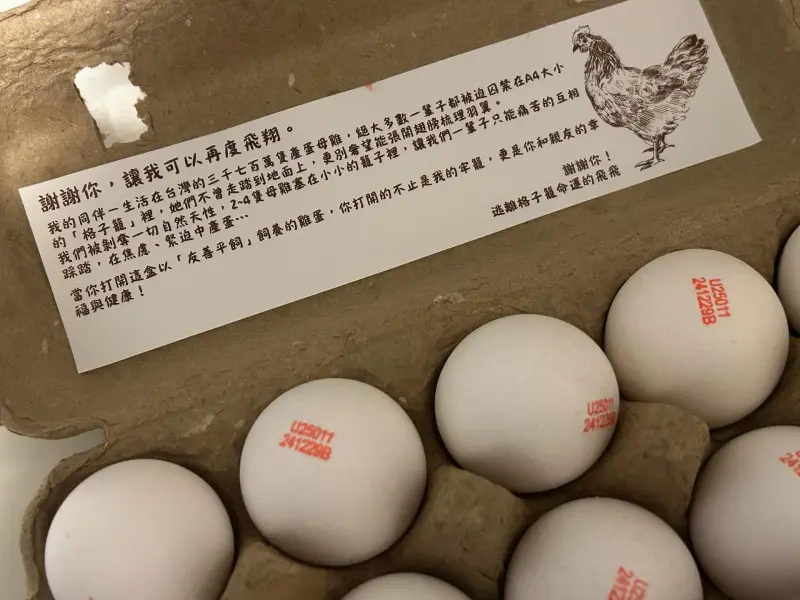 謝謝你，讓我可以再度飛翔。
我的同伴一生活在台灣的三千七百萬隻產蛋母雞，絕大多數一輩子都被迫囚禁在A4大小
的「格子籠」裡，她們不曾走踏到地面上，更別奢望能張開翅膀梳理羽翼。
我們被剝奪一切自然天性，2~4隻母雞塞在小小的籠子裡，讓我們一輩子只能痛苦的互相
踩踏，在焦慮、緊迫中產蛋…
當你打開這盒以「友善平飼」飼養的雞蛋，你打開的不止是我的牢籠，更是你和親友的幸
福與健康！
謝謝你！
逃離格子籠命運的飛飛
U25011
241229B
U25011
241229B
U25011
241229B